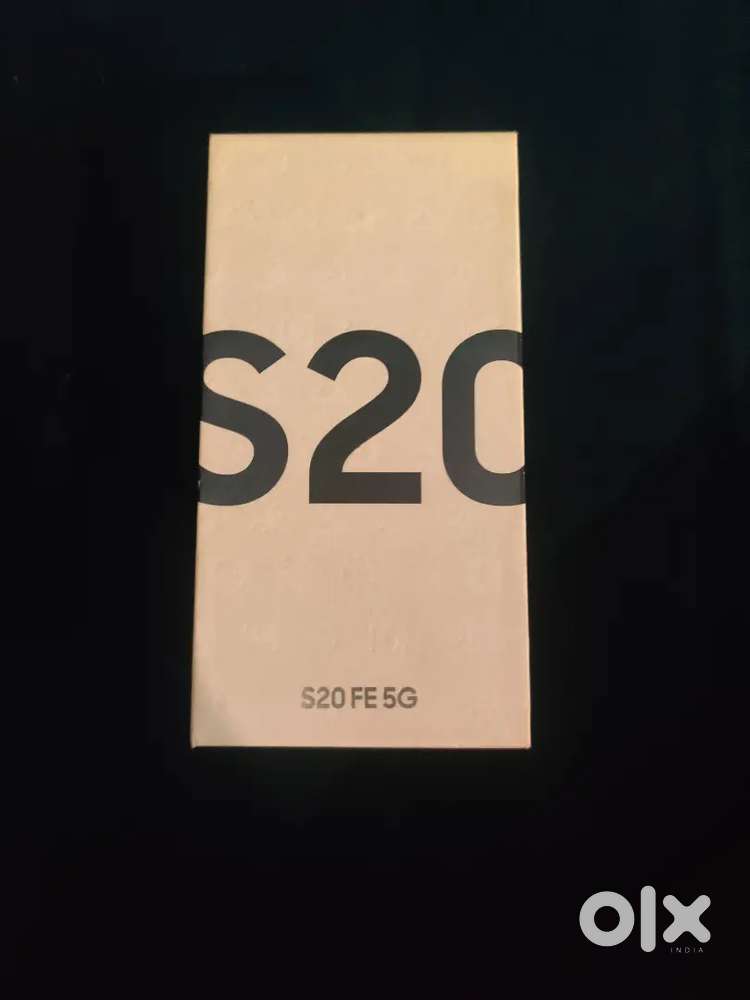 S20
S20 FE 5G
olx
INDIA